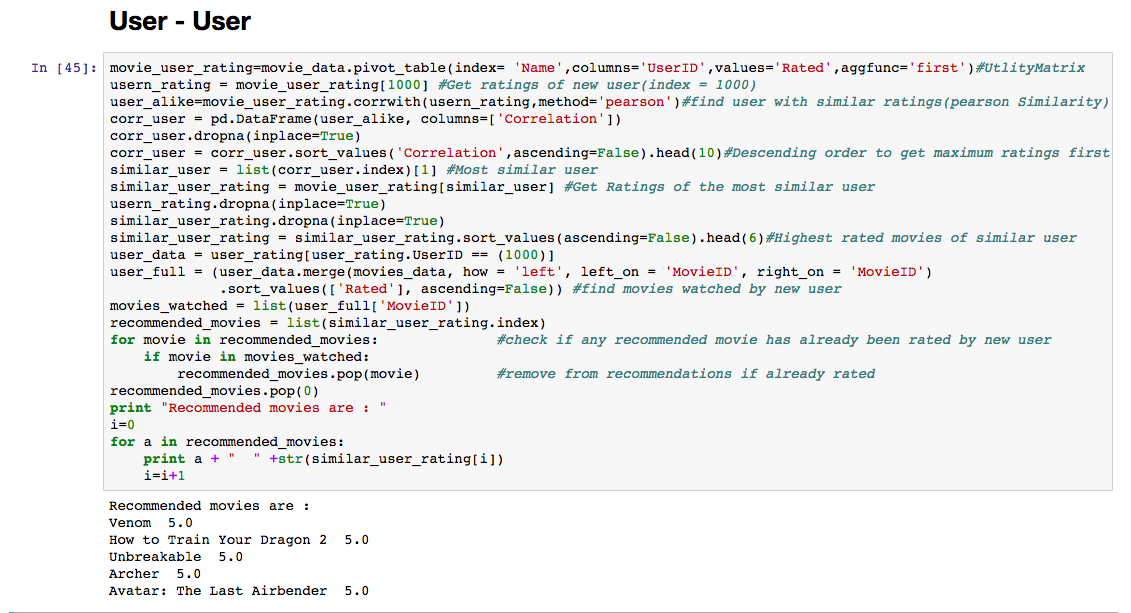 User - User
In [45]: movie_user_rating=movie_data.pivot_table(index= 'Name',columns='UserID',values='Rated',aggfunc='first')#UtlityMatrix
usern_rating = movie_user_rating[1000] #Get ratings of new user(index = 1000)
user_alike=movie_user_rating.corrwith(usern_rating,method='pearson')#find user with similar ratings(pearson Similarity)
corr_user = pd.DataFrame(user_alike, columns=['Correlation'])
corr_user.dropna(inplace=True)
corr_user = corr_user.sort_values('Correlation',ascending=False).head(10)#Descending order to get maximum ratings first
similar_user = list(corr_user.index)[1] #Most similar user
similar_user_rating = movie_user_rating[similar_user] #Get Ratings of the most similar user
usern_rating.dropna(inplace=True)
similar_user_rating.dropna(inplace=True)
similar_user_rating = similar_user_rating.sort_values(ascending=False).head(6)#Highest rated movies of similar user
user_data = user_rating[user_rating.UserID == (1000)]
user_full = (user_data.merge(movies_data, how = 'left', left_on = 'MovieID', right_on = 'MovieID')
.sort_values(['Rated'], ascending=False)) #find movies watched by new user
movies_watched = list(user_full['MovieID'])
recommended_movies = list(similar_user_rating.index)
for movie in recommended_movies: #check if any recommended movie has already been rated by new user
if movie in movies_watched:
recommended_movies.pop(movie) #remove from recommendations if already rated
recommended_movies.pop(0)
print "Recommended movies are : "
i=0
for a in recommended_movies:
print a + "  " +str(similar_user_rating[i])
i=i+1
Recommended movies are :
Venom  5.0
How to Train Your Dragon 2  5.0
Unbreakable  5.0
Archer  5.0
Avatar: The Last Airbender  5.0